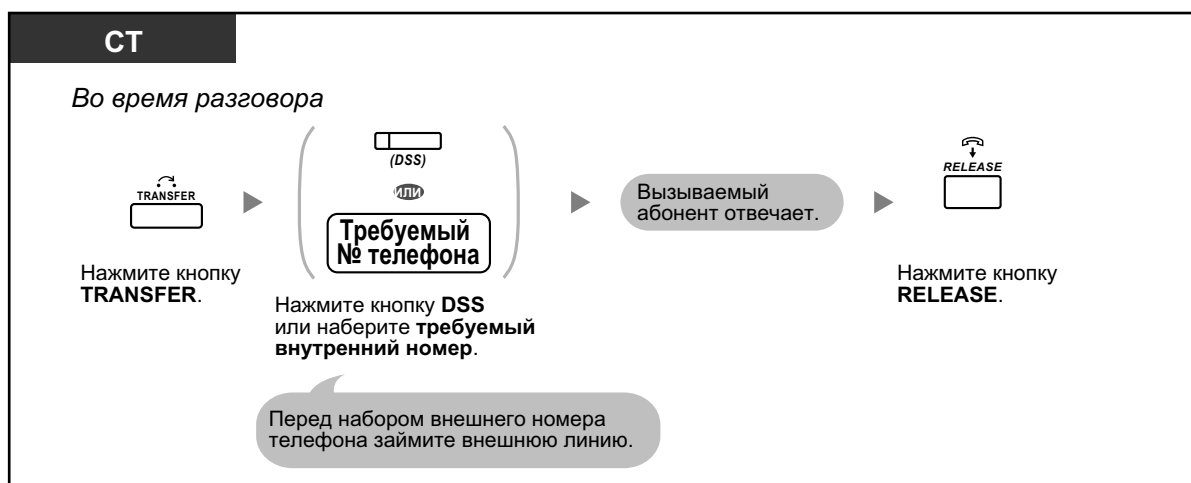 СТ
Во время разговора
TRANSFER
Нажмите кнопку
TRANSFER.
(DSS)
или
Требуемый
№ телефона
Нажмите кнопку DSS
или наберите требуемый
внутренний номер.
Перед набором внешнего номера
телефона займите внешнюю линию.
Вызываемый
абонент отвечает.
RELEASE
Нажмите кнопку
RELEASE.